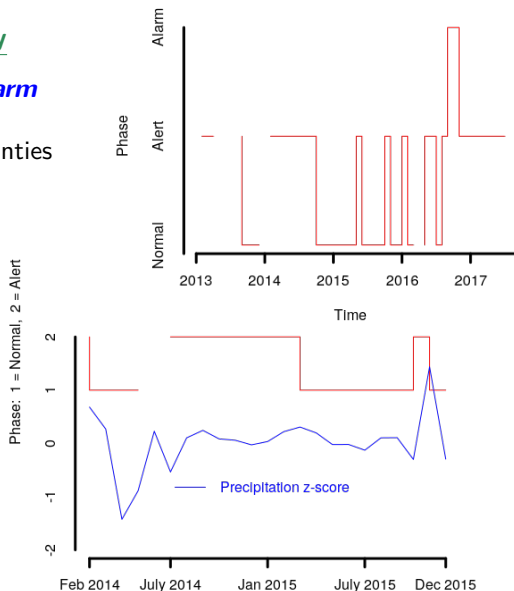 y
arm
nties
Phase
Alarm
Alert
Normal
2013 2014 2015 2016 2017
Time
Phase: 1 = Normal, 2 = Alert
2
1
0
-1
-2
Precipitation z-score
Feb 2014 July 2014 Jan 2015 July 2015 Dec 2015